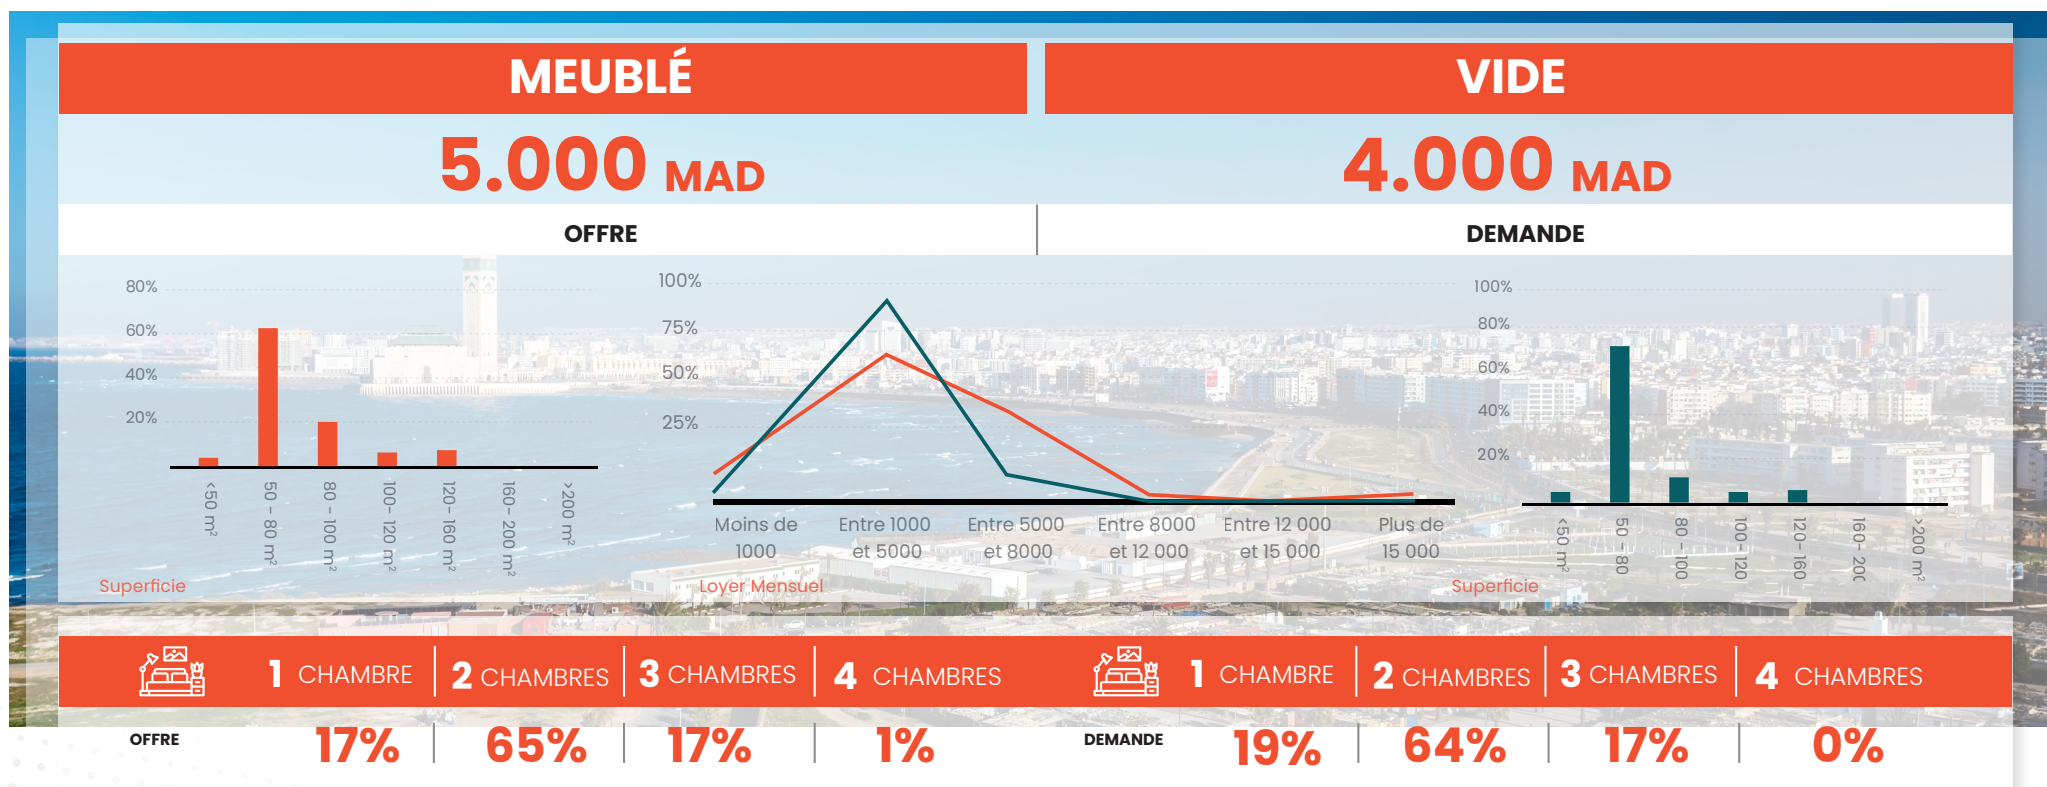 MEUBLÉ
VIDE
5.000 MAD
4.000 MAD
OFFRE
DEMANDE
80%
60%
40%
20%
<50 m²
50 - 80 m²
80 - 100 m²
100- 120 m²
120- 160 m²
160- 200 m²
>200 m²
Superficie
100%
75%
50%
25%
Moins de
1000
Entre 1000
et 5000
Entre 5000
et 8000
Entre 8000
et 12 000
Entre 12 000
et 15 000
Plus de
15 000
Loyer Mensuel
100%
80%
60%
40%
20%
<50 m²
50 - 80
80 - 100
100- 120
120- 160
160- 200
>200 m²
Superficie
1 CHAMBRE
2 CHAMBRES
3 CHAMBRES
4 CHAMBRES
1 CHAMBRE
2 CHAMBRES
3 CHAMBRES
4 CHAMBRES
OFFRE
17%
65%
17%
1%
DEMANDE
19%
64%
17%
0%